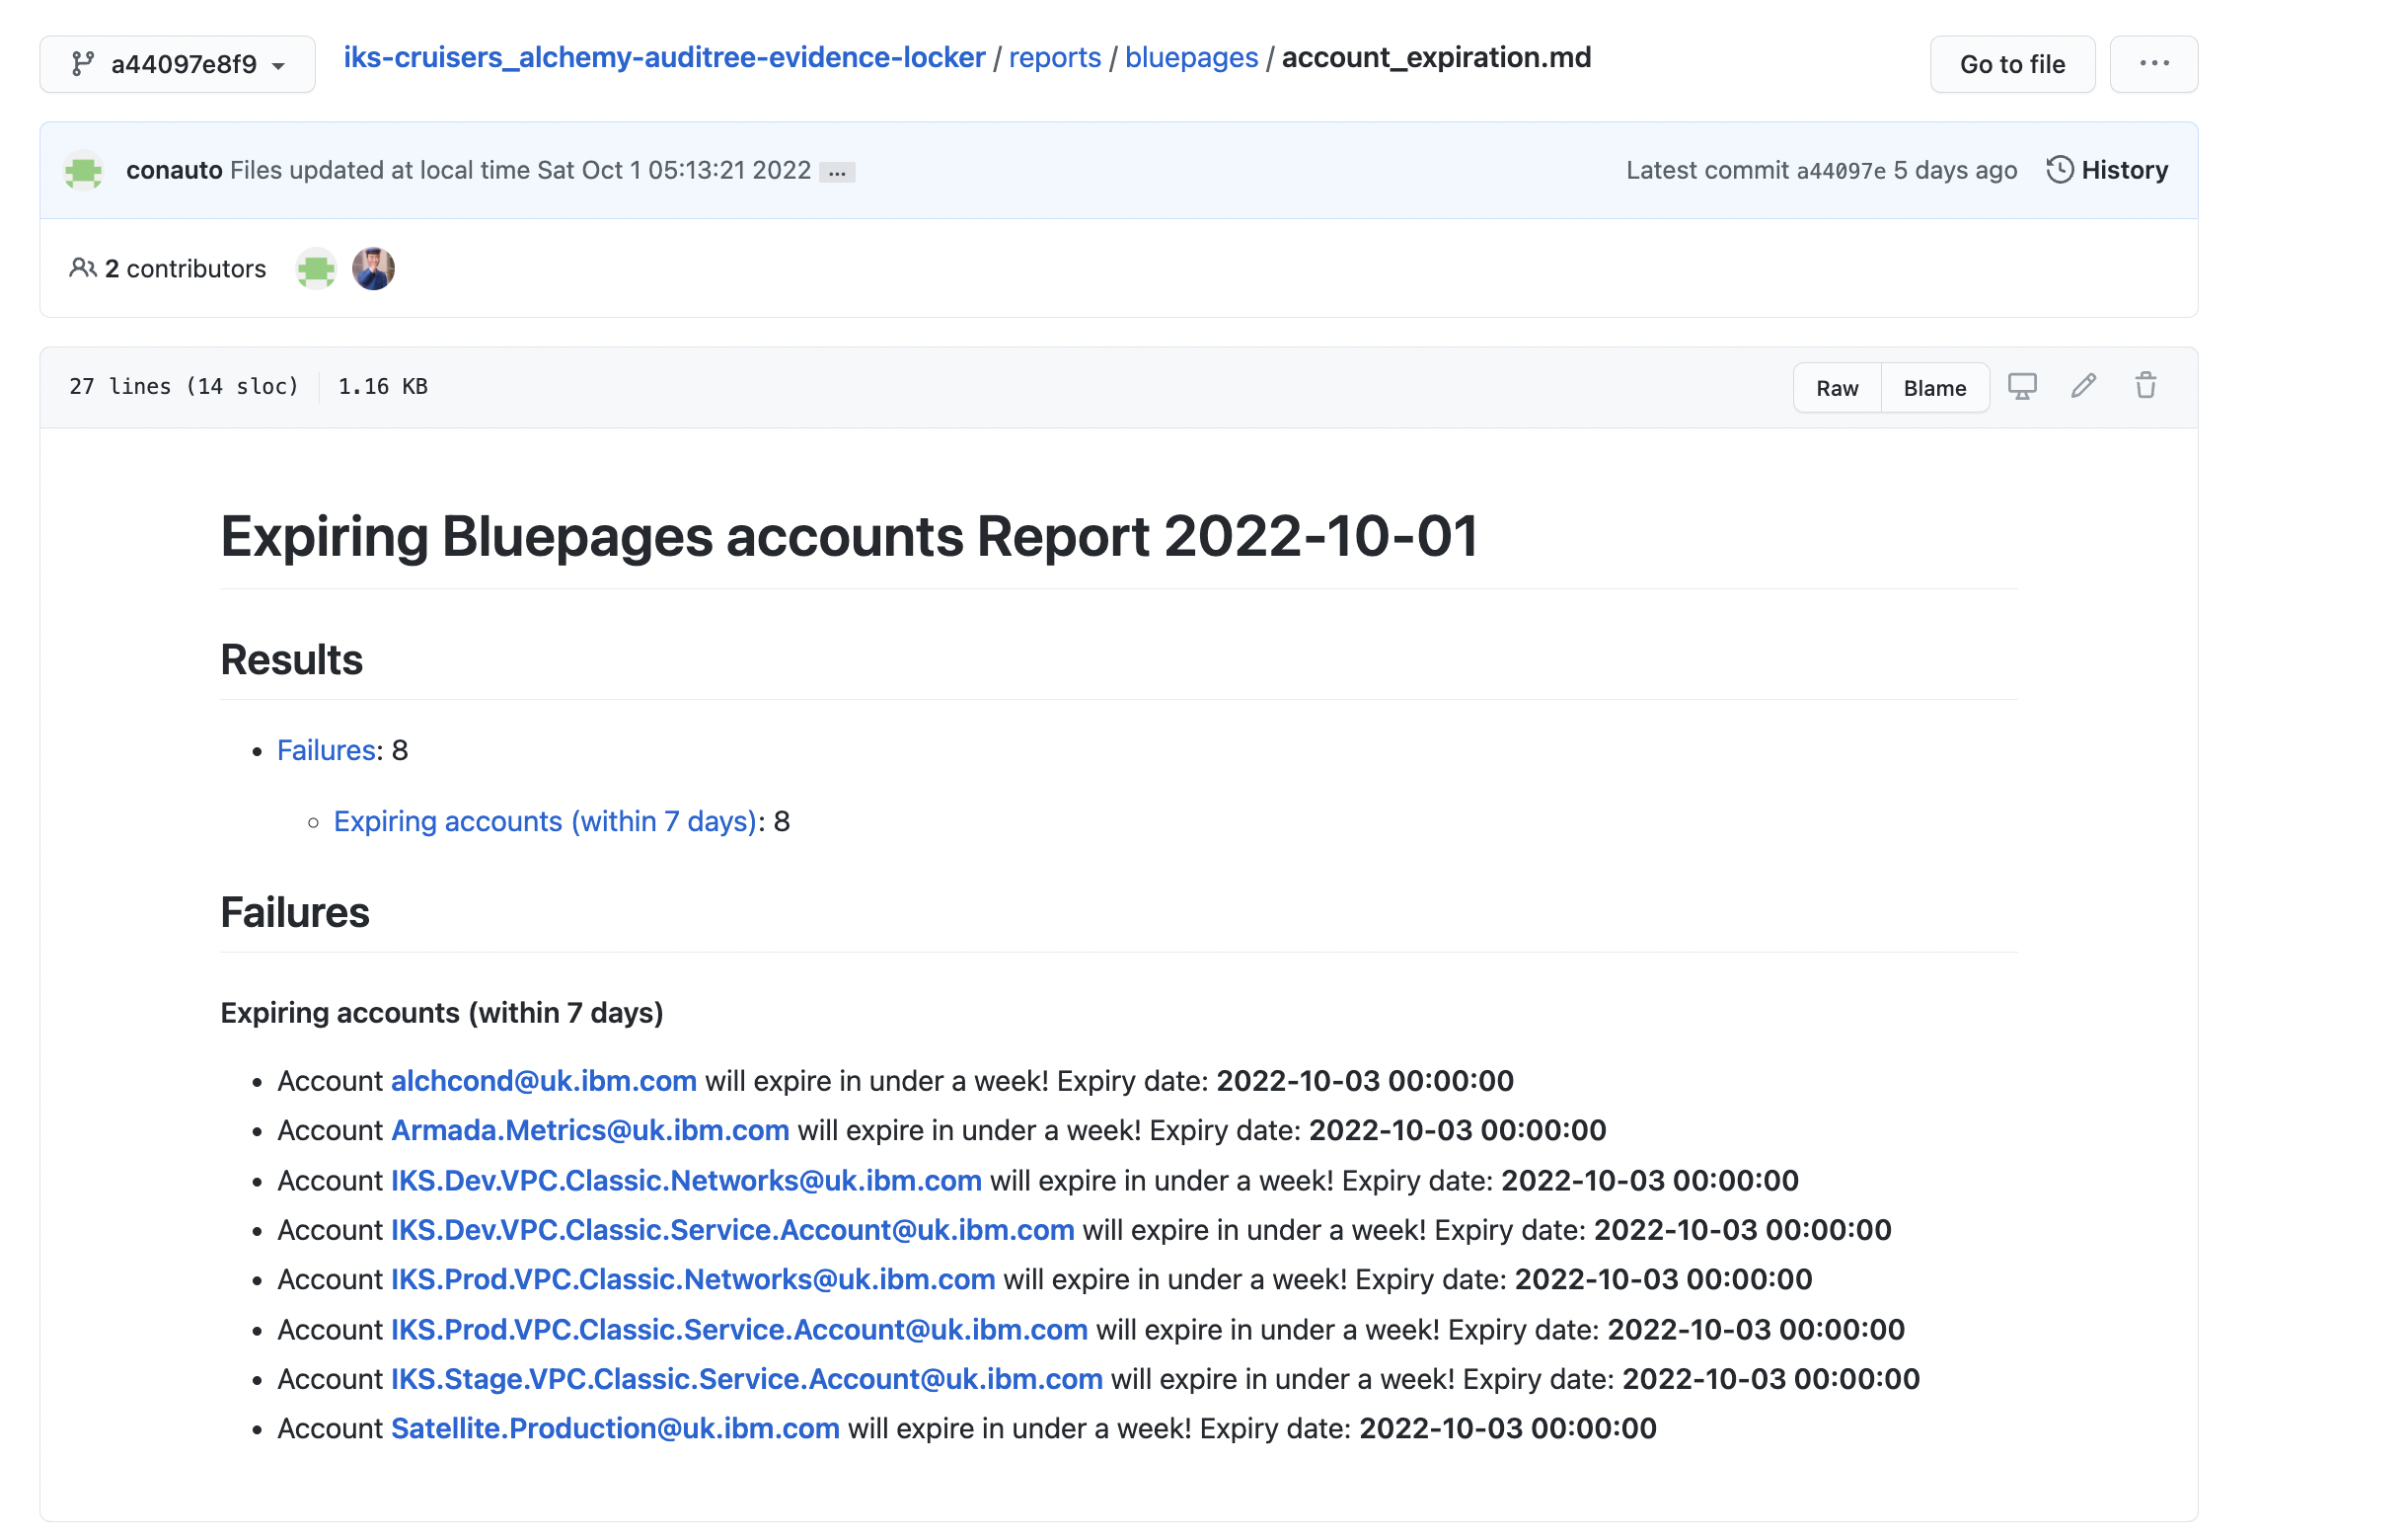 a44097e8f9
iks-cruisers_alchemy-auditree-evidence-locker / reports / bluepages / account_expiration.md
Go to file
...
conauto Files updated at local time Sat Oct 1 05:13:21 2022 ...
Latest commit a44097e 5 days ago
History
2 contributors
27 lines (14 sloc) 1.16 KB
Raw
Blame
Expiring Bluepages accounts Report 2022-10-01
Results
• Failures: 8
○ Expiring accounts (within 7 days): 8
Failures
Expiring accounts (within 7 days)
• Account alchcond@uk.ibm.com will expire in under a week! Expiry date: 2022-10-03 00:00:00
• Account Armada.Metrics@uk.ibm.com will expire in under a week! Expiry date: 2022-10-03 00:00:00
• Account IKS.Dev.VPC.Classic.Networks@uk.ibm.com will expire in under a week! Expiry date: 2022-10-03 00:00:00
• Account IKS.Dev.VPC.Classic.Service.Account@uk.ibm.com will expire in under a week! Expiry date: 2022-10-03 00:00:00
• Account IKS.Prod.VPC.Classic.Networks@uk.ibm.com will expire in under a week! Expiry date: 2022-10-03 00:00:00
• Account IKS.Prod.VPC.Classic.Service.Account@uk.ibm.com will expire in under a week! Expiry date: 2022-10-03 00:00:00
• Account IKS.Stage.VPC.Classic.Service.Account@uk.ibm.com will expire in under a week! Expiry date: 2022-10-03 00:00:00
• Account Satellite.Production@uk.ibm.com will expire in under a week! Expiry date: 2022-10-03 00:00:00